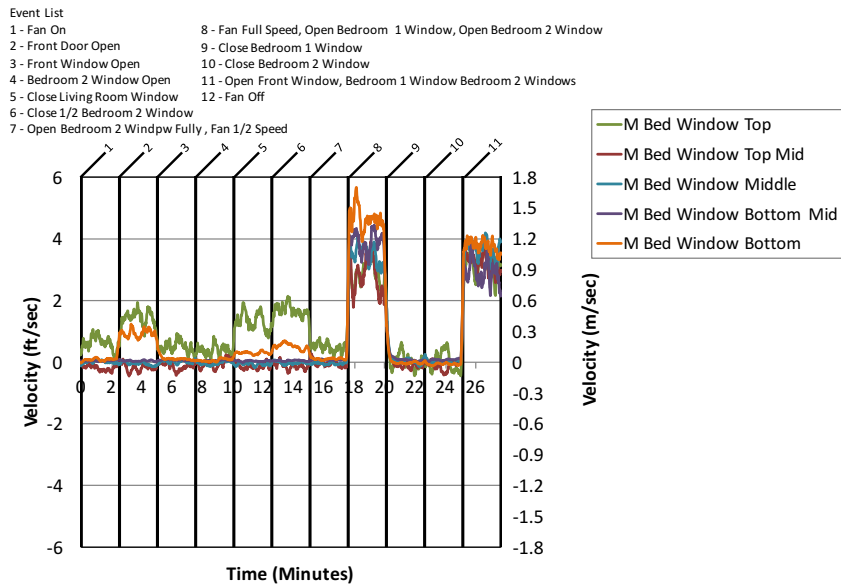 Event List
1 - Fan On
2 - Front Door Open
3 - Front Window Open
4 - Bedroom 2 Window Open
5 - Close Living Room Window
6 - Close 1/2 Bedroom 2 Window
7 - Open Bedroom 2 Windpw Fully , Fan 1/2 Speed
8 - Fan Full Speed, Open Bedroom 1 Window, Open Bedroom 2 Window
9 - Close Bedroom 1 Window
10 - Close Bedroom 2 Window
11 - Open Front Window, Bedroom 1 Window Bedroom 2 Windows
12 - Fan Off
M Bed Window Top
M Bed Window Top Mid
M Bed Window Middle
M Bed Window Bottom Mid
M Bed Window Bottom
1 2 3 4 5 6 7 8 9 10 11
Velocity (ft/sec)
6
4
2
0
-2
-4
-6
0 2 4 6 8 10 12 14 16 18 20 22 24 26
1.8
1.5
1.2
0.9
0.6
0.3
0
-0.3
-0.6
-0.9
-1.2
-1.5
-1.8
Velocity (m/sec)
Time (Minutes)